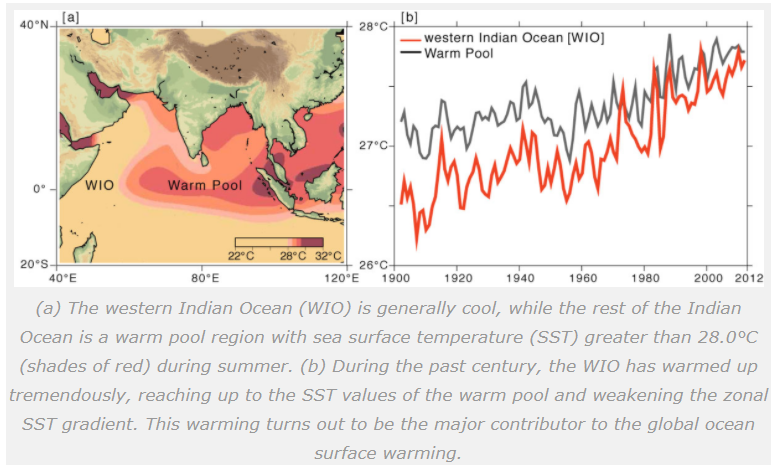 [a]
40°N
0°
20°S
WIO
Warm Pool
22°C 28°C 32°C
40°E 80°E 120°E
[b]
28°C
27°C
26°C
western Indian Ocean [WIO]
Warm Pool
1900 1920 1940 1960 1980 2000 2012
(a) The western Indian Ocean (WIO) is generally cool, while the rest of the Indian
Ocean is a warm pool region with sea surface temperature (SST) greater than 28.0°C
(shades of red) during summer. (b) During the past century, the WIO has warmed up
tremendously, reaching up to the SST values of the warm pool and weakening the zonal
SST gradient. This warming turns out to be the major contributor to the global ocean
surface warming.